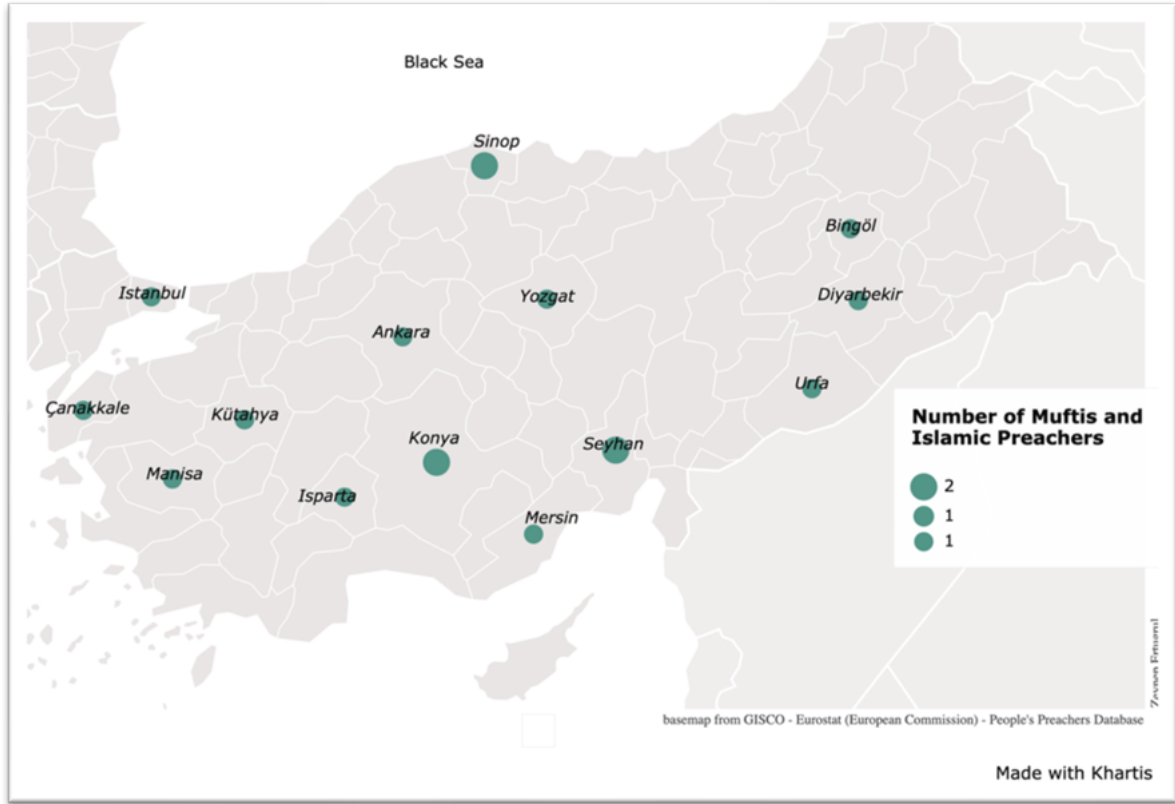 Black Sea
Sinop
Bingöl
Istanbul
Yozgat
Diyarbekir
Ankara
Urfa
Çanakkale
Kütahya
Konya
Seyhan
Manisa
Isparta
Mersin
Number of Muftis and
Islamic Preachers
2
1
1
basemap from GISCO - Eurostat (European Commission) - People's Preachers Database
Made with Khartis